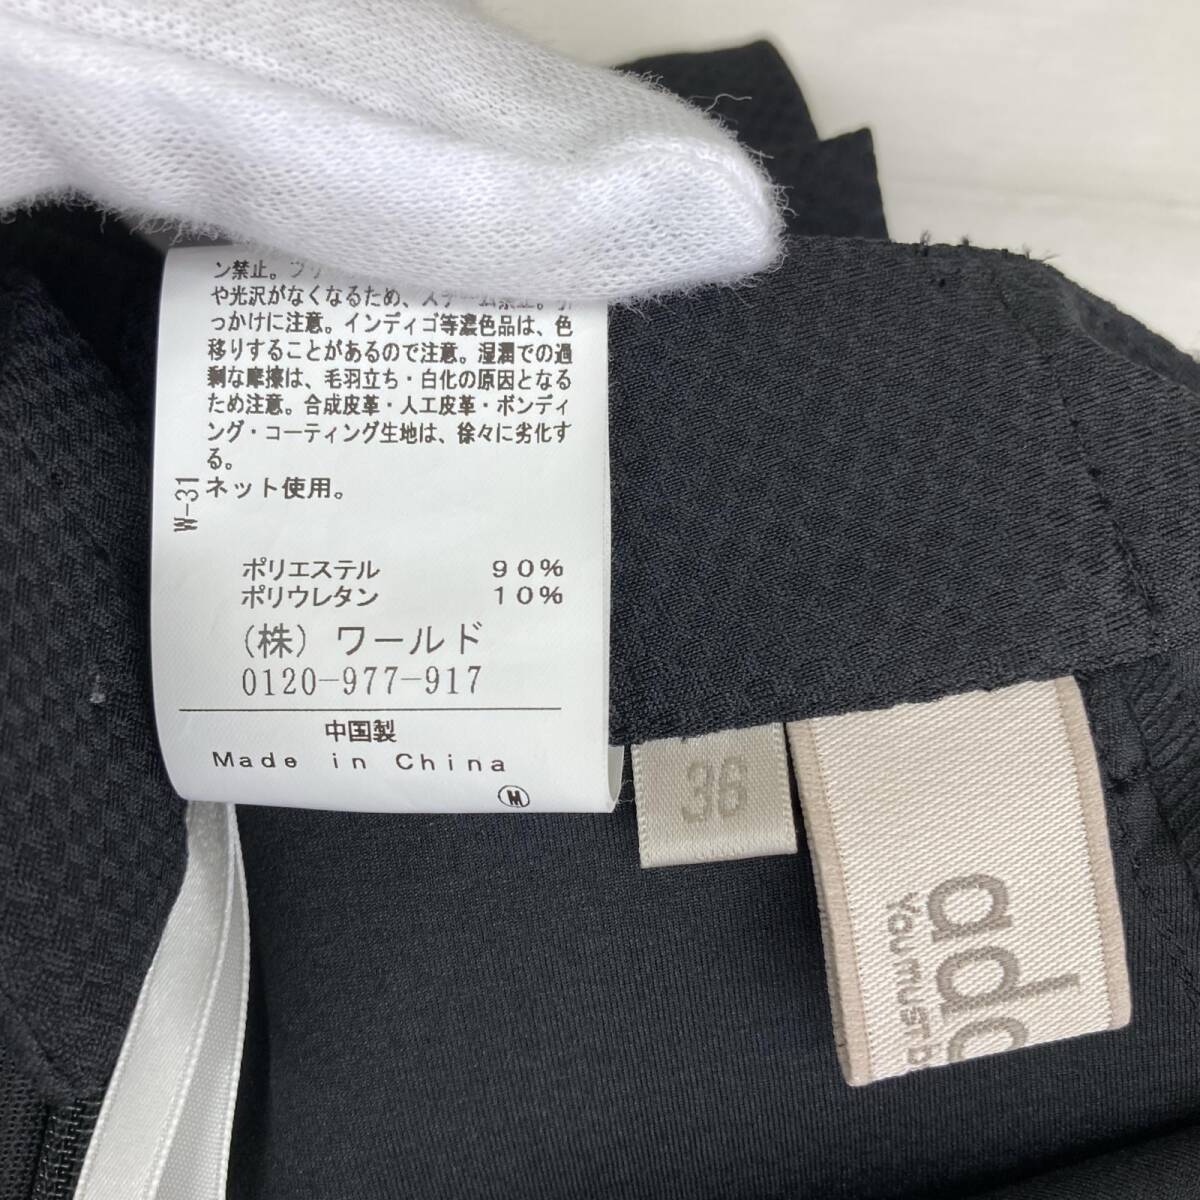 ン禁止。
や光沢がなくなるため、スチーム禁止。
っかけに注意。インディゴ等濃色品は、色
移りすることがあるので注意。湿潤での過
剰な摩擦は、毛羽立ち・白化の原因となる
ため注意。合成皮革・人工皮革・ボンディ
ング・コーティング生地は、徐々に劣化す
る。
ネット使用。
W-31
ポリエステル 90%
ポリウレタン 10%
(株) ワールド
0120-977-917
中国製
Made in China
M
36
YOU MUST